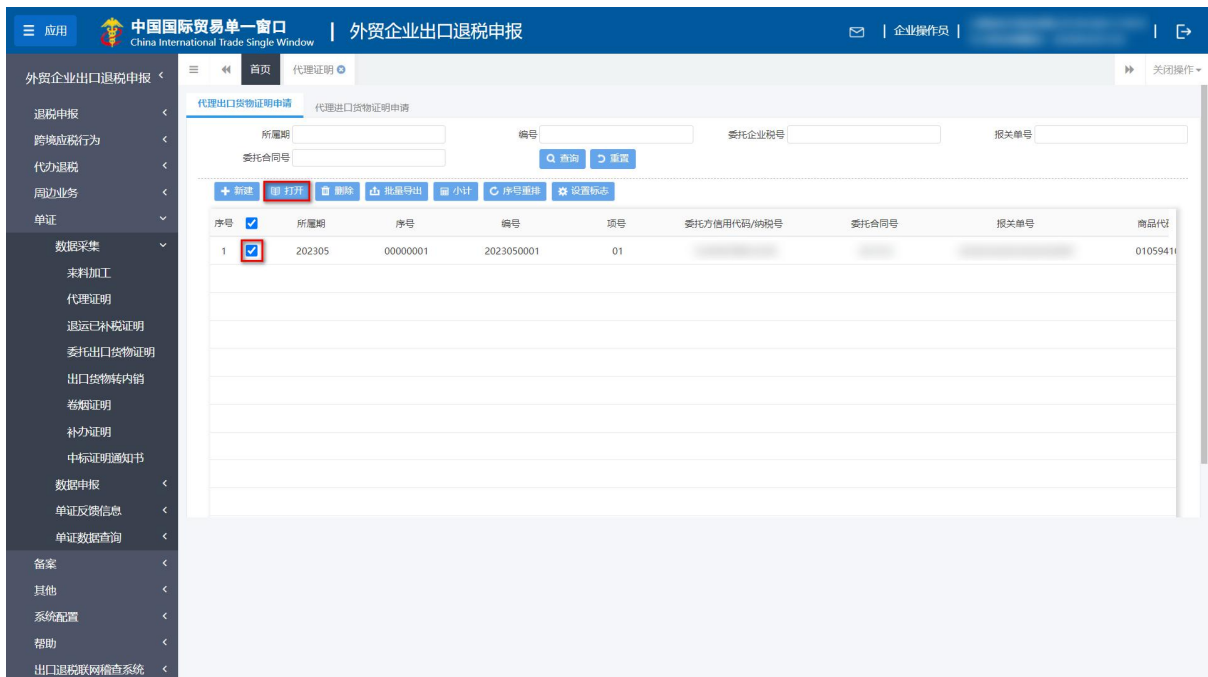 应用
中国国际贸易单一窗口
China International Trade Single Window
外贸企业出口退税申报
企业操作员
外贸企业出口退税申报
首页
代理证明
关闭操作
退税申报
跨境应税行为
代办退税
周边业务
单证
数据采集
来料加工
代理证明
退运已补税证明
委托出口货物证明
出口货物转内销
卷烟证明
补办证明
中标证明通知书
数据申报
单证反馈信息
单证数据查询
备案
其他
系统配置
帮助
出口退税联网稽查系统
代理出口货物证明申请 代理进口货物证明申请
所属期 编号 委托企业税号 报关单号
委托合同号 查询 重置
新建 打开 删除 批量导出 小计 序号重排 设置标志
序号 所属期 序号 编号 项号 委托方信用代码/纳税号 委托合同号 报关单号 商品代
1 202305 00000001 2023050001 01 0105941